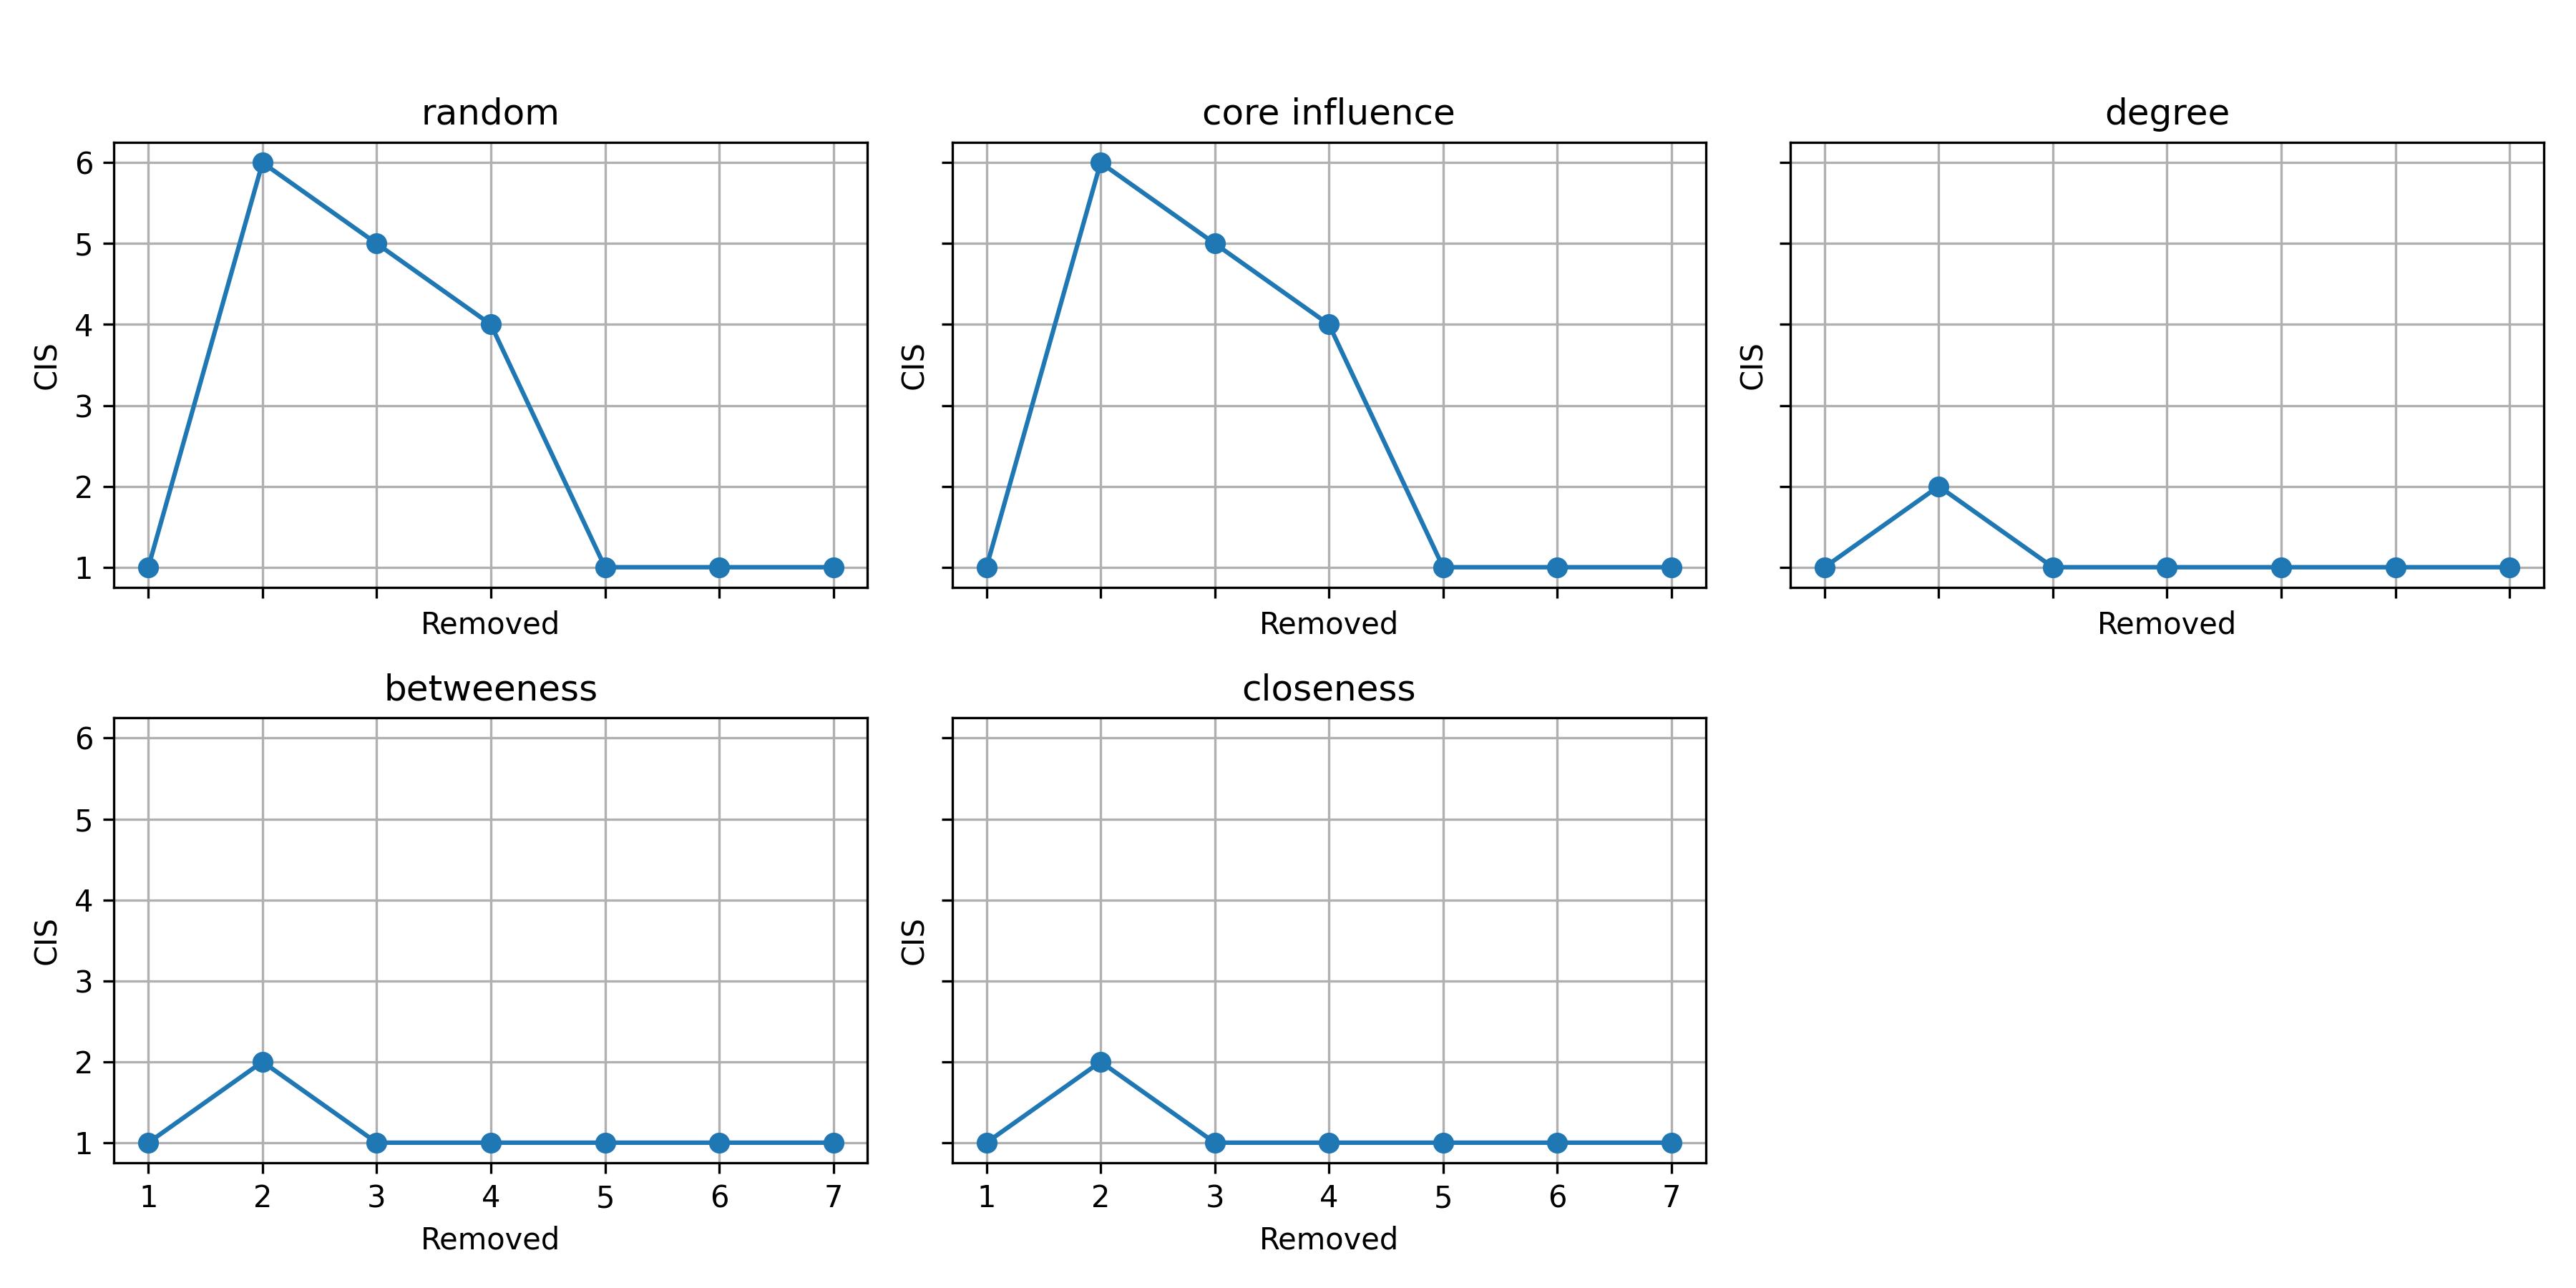 random
6
5
4
3
2
1
CIS
Removed
core influence
CIS
Removed
degree
CIS
Removed
betweeness
6
5
4
3
2
1
CIS
1 2 3 4 5 6 7
Removed
closeness
CIS
1 2 3 4 5 6 7
Removed